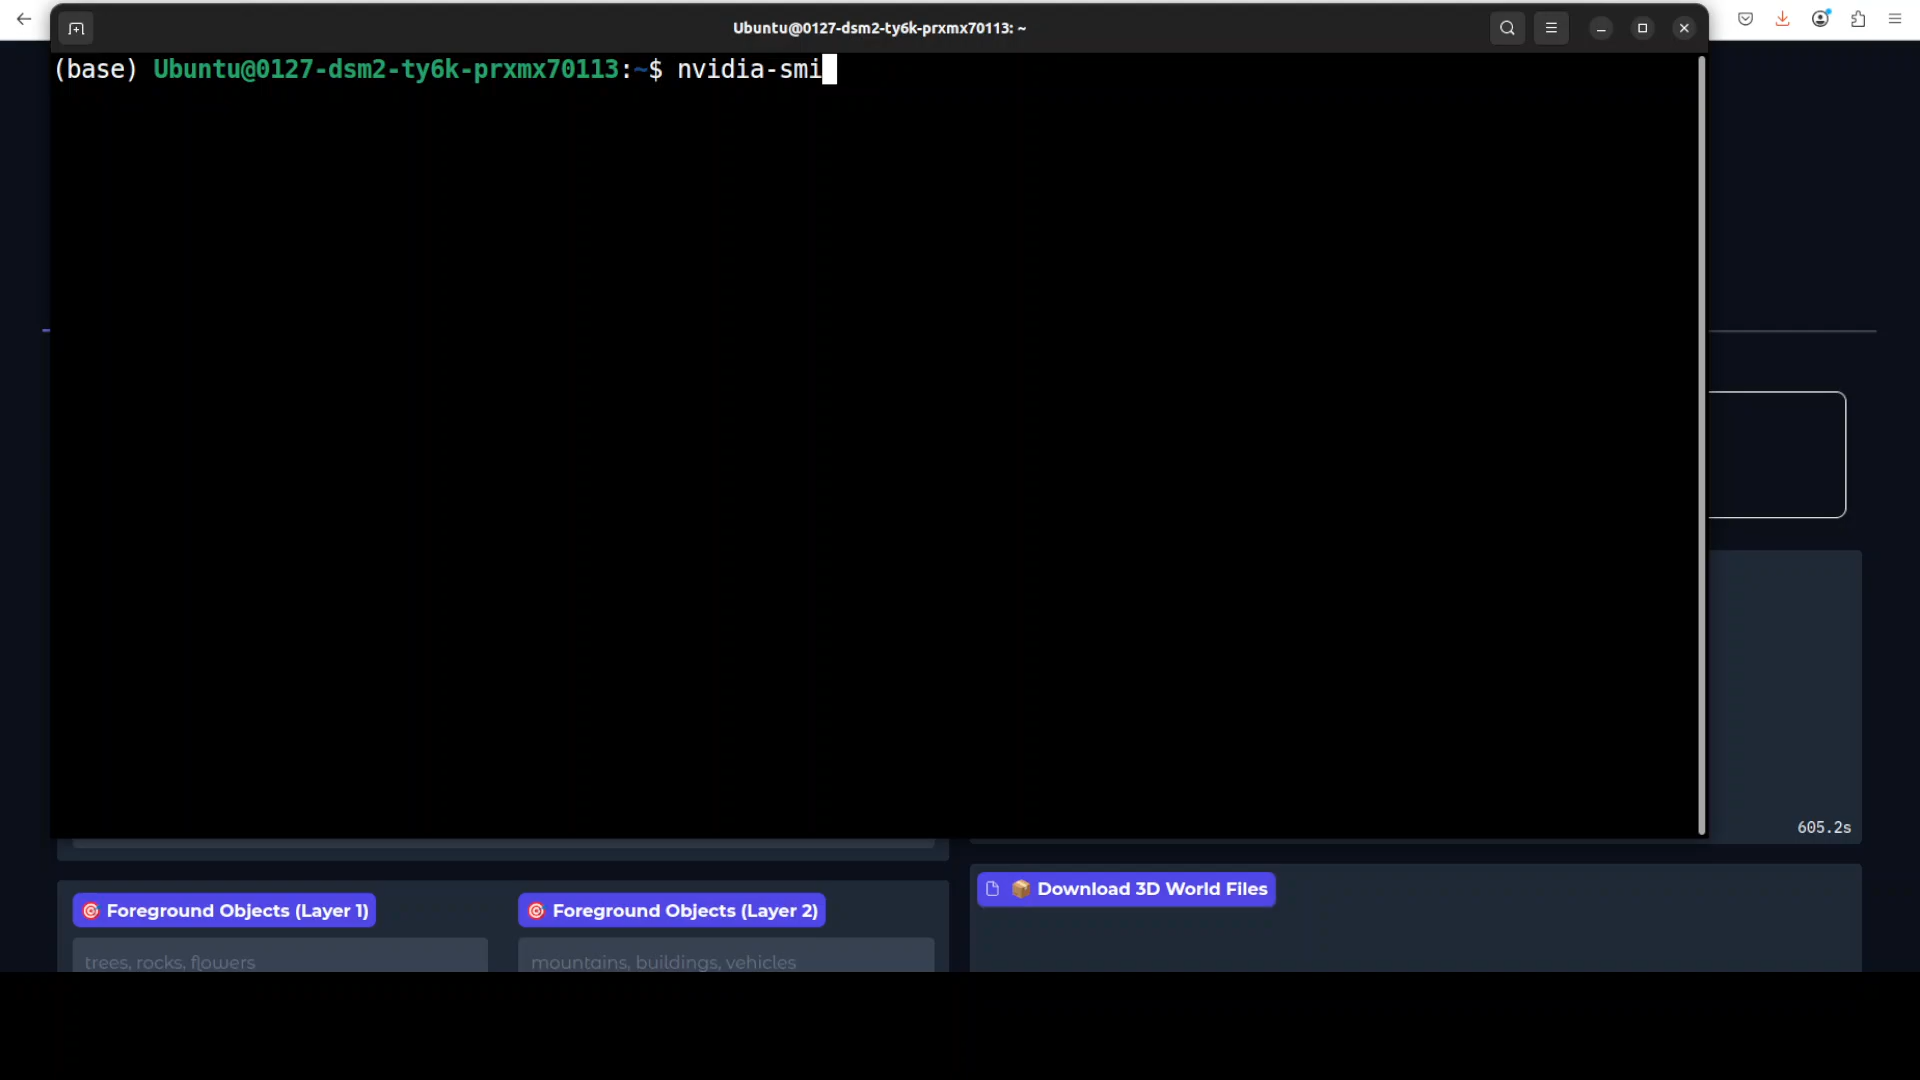 Ubuntu@0127-dsm2-ty6k-prxmx70113: ~
(base) Ubuntu@0127-dsm2-ty6k-prxmx70113:~$ nvidia-smi
605.2s
🎯 Foreground Objects (Layer 1)
trees, rocks, flowers
🎯 Foreground Objects (Layer 2)
mountains, buildings, vehicles
📦 Download 3D World Files